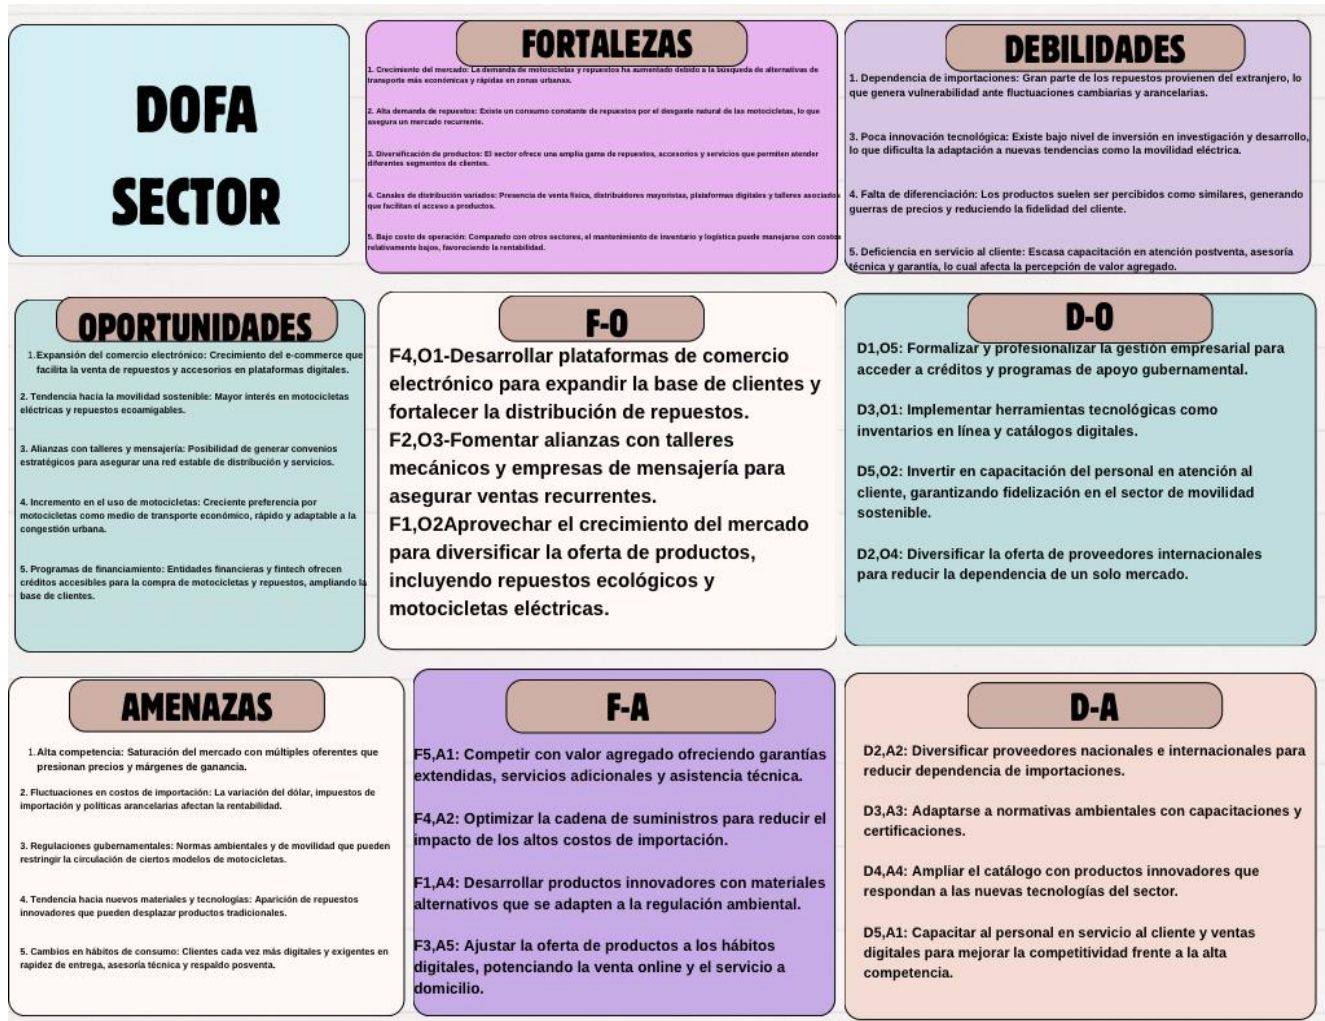 DOFA
SECTOR
FORTALEZAS
1. Crecimiento del mercado: La demanda de motocicletas y repuestos ha aumentado debido a la búsqueda de alternativas de
transporte más económicas y rápidas en zonas urbanas.
2. Alta demanda de repuestos: Existe un consumo constante de repuestos por el desgaste natural de las motocicletas, lo que
asegura un mercado recurrente.
3. Diversificación de productos: El sector ofrece una amplia gama de repuestos, accesorios y servicios que permiten atender
diferentes segmentos de clientes.
4. Canales de distribución variados: Presencia de venta física, distribuidores mayoristas, plataformas digitales y talleres asociados
que facilitan el acceso a productos.
5. Bajo costo de operación: Comparado con otros sectores, el mantenimiento de inventario y logística puede manejarse con costos
relativamente bajos, favoreciendo la rentabilidad.
DEBILIDADES
1. Dependencia de importaciones: Gran parte de los repuestos provienen del extranjero, lo
que genera vulnerabilidad ante fluctuaciones cambiarias y arancelarias.
3. Poca innovación tecnológica: Existe bajo nivel de inversión en investigación y desarrollo,
lo que dificulta la adaptación a nuevas tendencias como la movilidad eléctrica.
4. Falta de diferenciación: Los productos suelen ser percibidos como similares, generando
guerras de precios y reduciendo la fidelidad del cliente.
5. Deficiencia en servicio al cliente: Escasa capacitación en atención postventa, asesoría
técnica y garantía, lo cual afecta la percepción de valor agregado.
OPORTUNIDADES
1. Expansión del comercio electrónico: Crecimiento del e-commerce que
facilita la venta de repuestos y accesorios en plataformas digitales.
2. Tendencia hacia la movilidad sostenible: Mayor interés en motocicletas
eléctricas y repuestos ecoamigables.
3. Alianzas con talleres y mensajería: Posibilidad de generar convenios
estratégicos para asegurar una red estable de distribución y servicios.
4. Incremento en el uso de motocicletas: Creciente preferencia por
motocicletas como medio de transporte económico, rápido y adaptable a la
congestión urbana.
5. Programas de financiamiento: Entidades financieras y fintech ofrecen
créditos accesibles para la compra de motocicletas y repuestos, ampliando la
base de clientes.
F-O
F4,O1-Desarrollar plataformas de comercio
electrónico para expandir la base de clientes y
fortalecer la distribución de repuestos.
F2,O3-Fomentar alianzas con talleres
mecánicos y empresas de mensajería para
asegurar ventas recurrentes.
F1,O2Aprovechar el crecimiento del mercado
para diversificar la oferta de productos,
incluyendo repuestos ecológicos y
motocicletas eléctricas.
D-O
D1,O5: Formalizar y profesionalizar la gestión empresarial para
acceder a créditos y programas de apoyo gubernamental.
D3,O1: Implementar herramientas tecnológicas como
inventarios en línea y catálogos digitales.
D5,O2: Invertir en capacitación del personal en atención al
cliente, garantizando fidelización en el sector de movilidad
sostenible.
D2,O4: Diversificar la oferta de proveedores internacionales
para reducir la dependencia de un solo mercado.
AMENAZAS
1. Alta competencia: Saturación del mercado con múltiples oferentes que
presionan precios y márgenes de ganancia.
2. Fluctuaciones en costos de importación: La variación del dólar, impuestos de
importación y políticas arancelarias afectan la rentabilidad.
3. Regulaciones gubernamentales: Normas ambientales y de movilidad que pueden
restringir la circulación de ciertos modelos de motocicletas.
4. Tendencia hacia nuevos materiales y tecnologías: Aparición de repuestos
innovadores que pueden desplazar productos tradicionales.
5. Cambios en hábitos de consumo: Clientes cada vez más digitales y exigentes en
rapidez de entrega, asesoría técnica y respaldo posventa.
F-A
F5,A1: Competir con valor agregado ofreciendo garantías
extendidas, servicios adicionales y asistencia técnica.
F4,A2: Optimizar la cadena de suministros para reducir el
impacto de los altos costos de importación.
F1,A4: Desarrollar productos innovadores con materiales
alternativos que se adapten a la regulación ambiental.
F3,A5: Ajustar la oferta de productos a los hábitos
digitales, potenciando la venta online y el servicio a
domicilio.
D-A
D2,A2: Diversificar proveedores nacionales e internacionales para
reducir dependencia de importaciones.
D3,A3: Adaptarse a normativas ambientales con capacitaciones y
certificaciones.
D4,A4: Ampliar el catálogo con productos innovadores que
respondan a las nuevas tecnologías del sector.
D5,A1: Capacitar al personal en servicio al cliente y ventas
digitales para mejorar la competitividad frente a la alta
competencia.